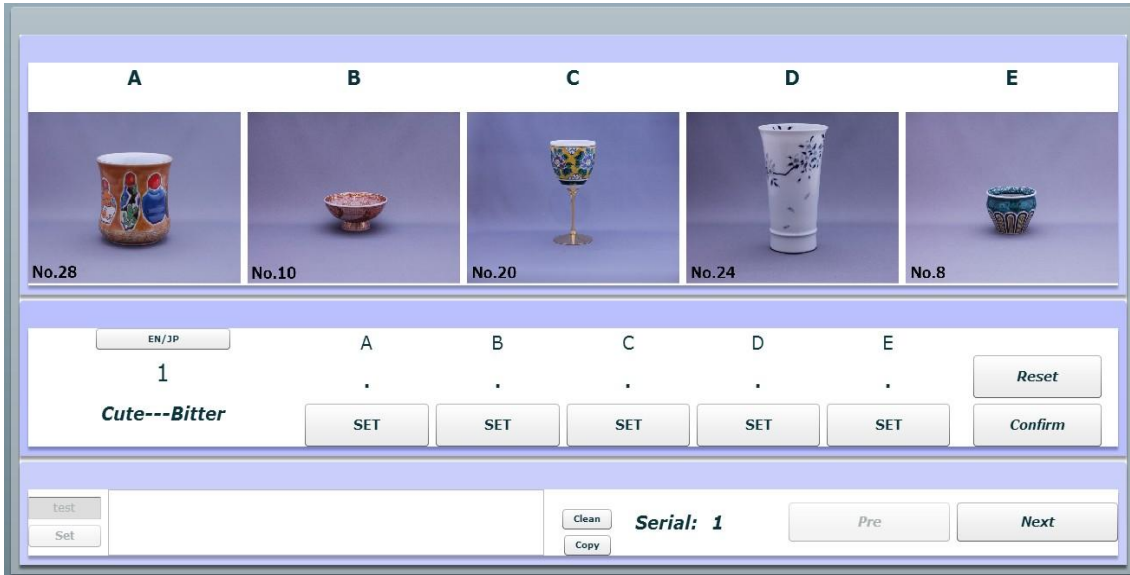 A B C D E
No.28 No.10 No.20 No.24 No.8
EN/JP A B C D E
1 . . . . . Reset
Cute---Bitter SET SET SET SET SET Confirm
test
Set Clean Serial: 1 Pre Next
Copy